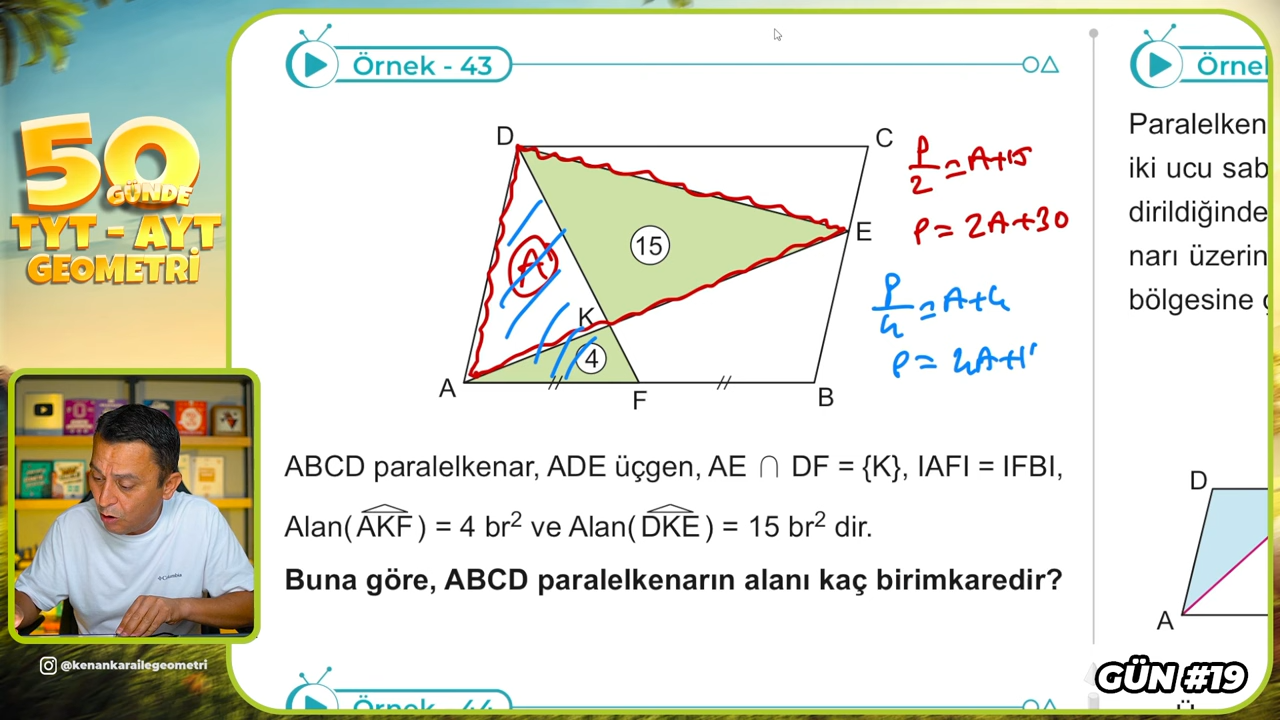 50
GÜNDE
TYT - AYT
GEOMETRİ
Örnek - 43
D
C
E
K
A
F
B
15
4
A
P/2 = A+15
P = 2A+30
P/4 = A+4
ABCD paralelkenar, ADE üçgen, AE ∩ DF = {K}, IAFI = IFBI,
Alan(AKF) = 4 br² ve Alan(DKE) = 15 br² dir.
Buna göre, ABCD paralelkenarın alanı kaç birimkaredir?
Örnek - 44
Paralelken
iki ucu sab
dirildiğinde
narı üzerin
bölgesine
D
A
Columbia
@kenankarailegeometri
GÜN #19